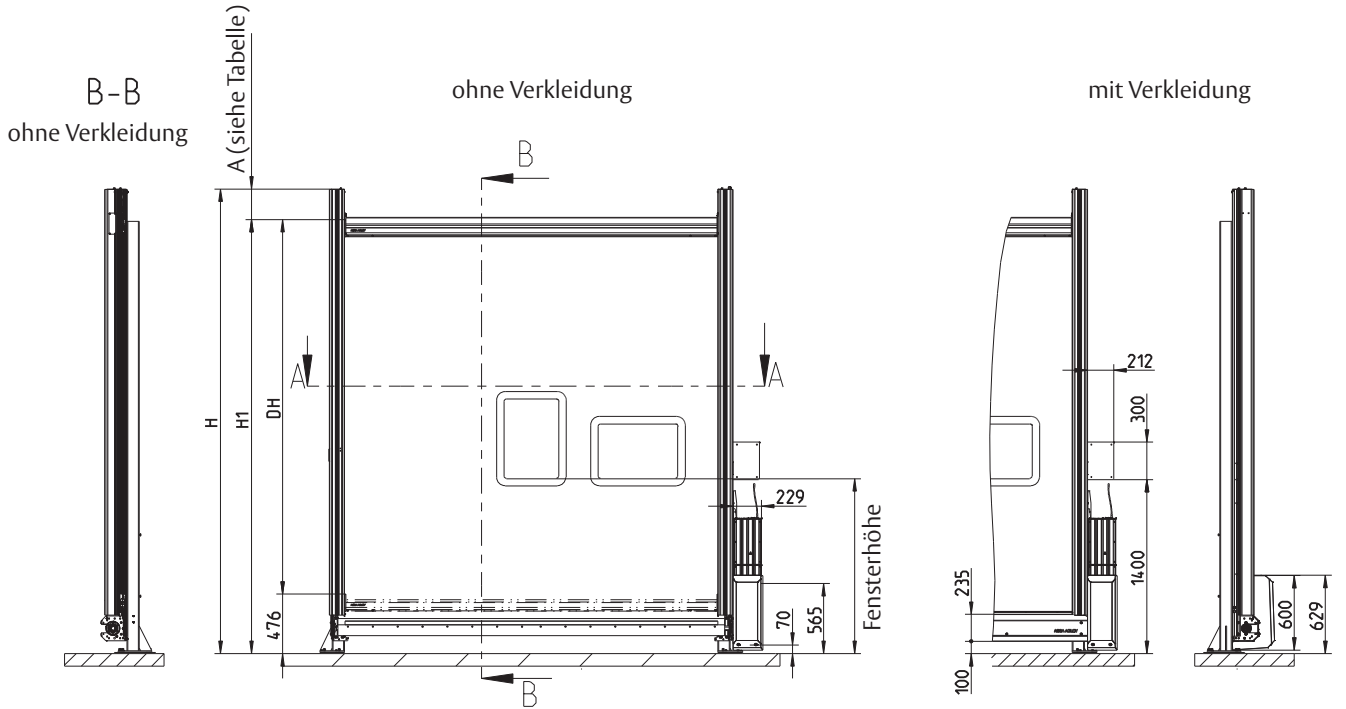 B-B
ohne Verkleidung
A (siehe Tabelle)
ohne Verkleidung
mit Verkleidung
B
H
H1
DH
A
A
476
229
70
565
Fensterhöhe
B
212
300
1400
235
100
600
629